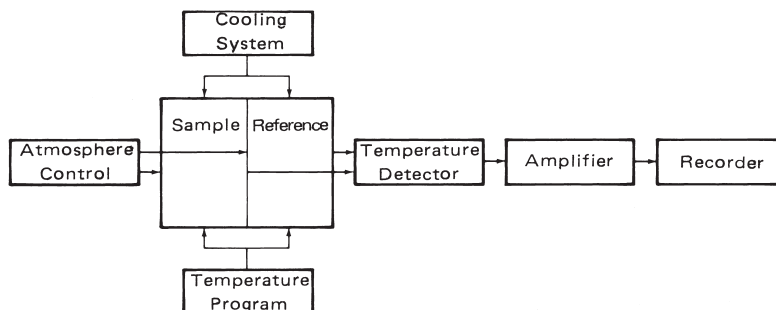 Cooling
System
Sample
Reference
Atmosphere
Control
Temperature
Detector
Amplifier
Recorder
Temperature
Program